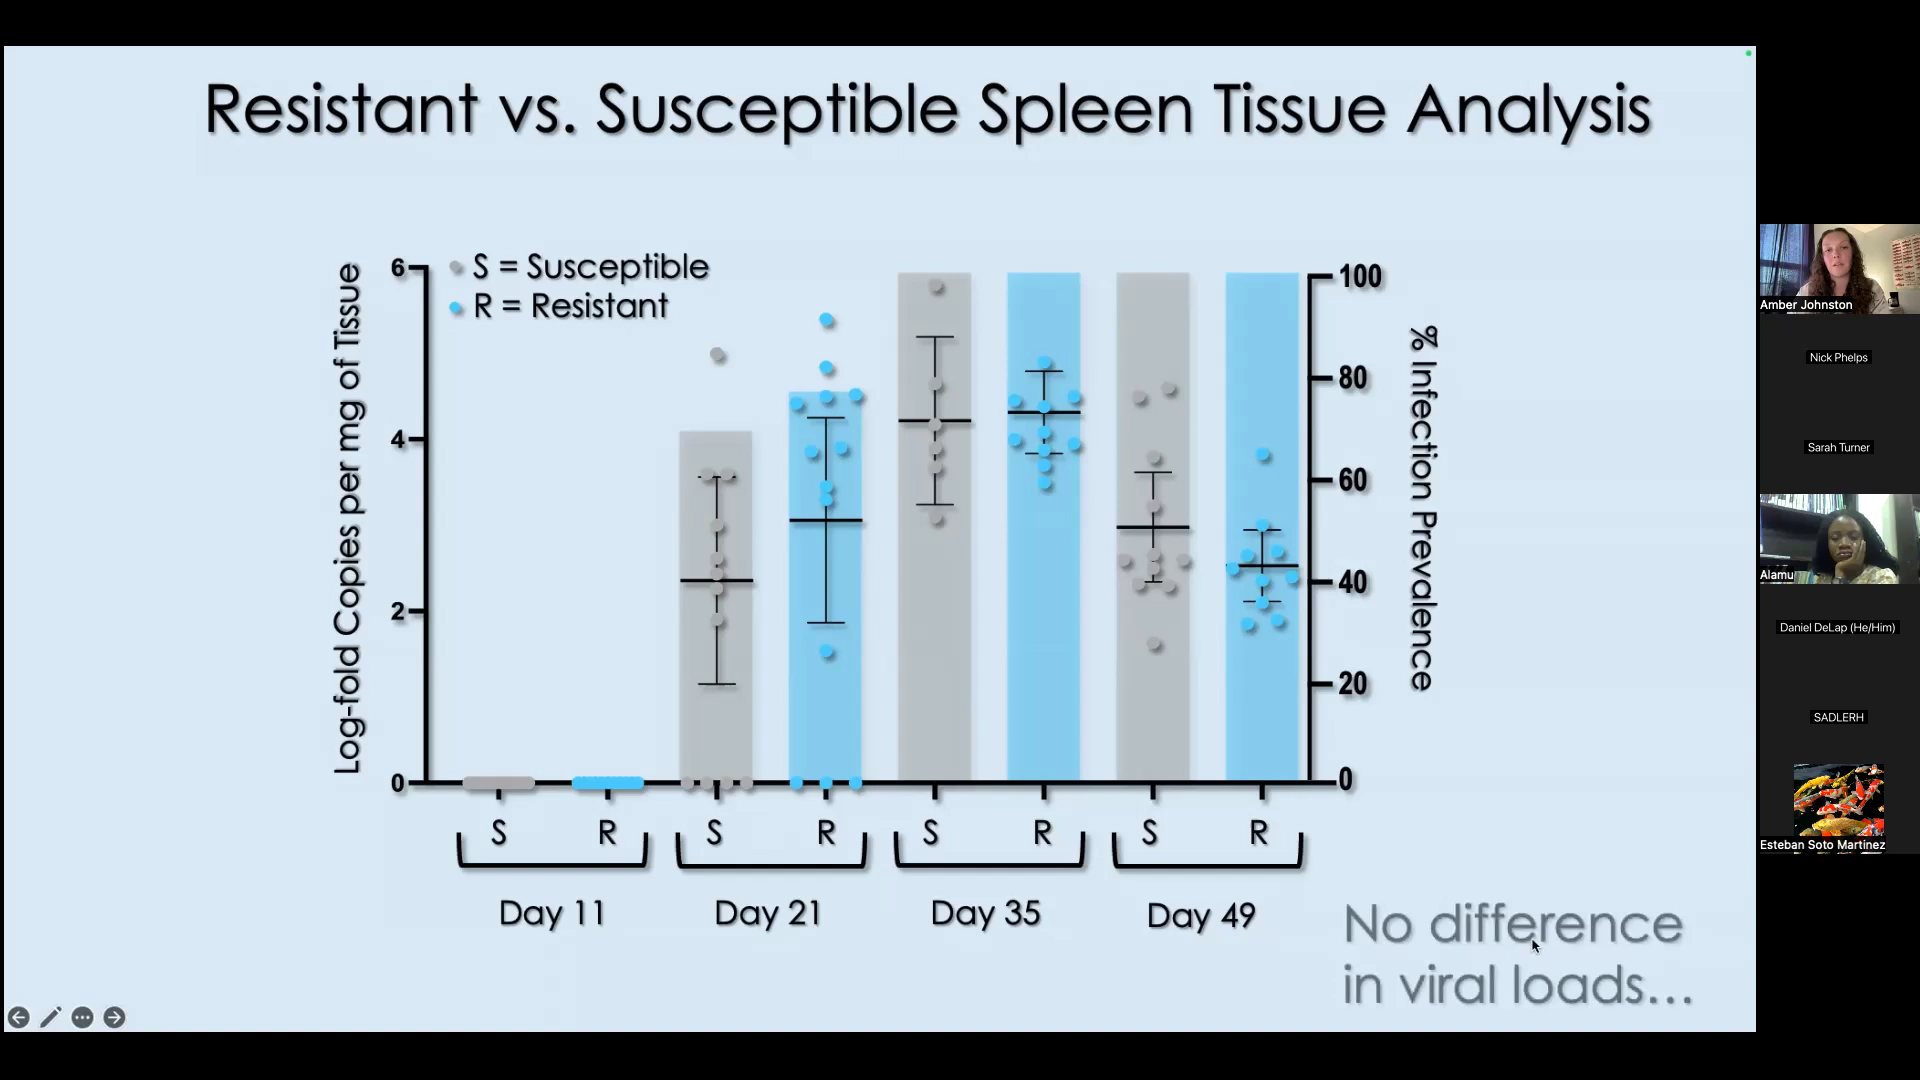 Resistant vs. Susceptible Spleen Tissue Analysis
S = Susceptible
R = Resistant
Log-fold Copies per mg of Tissue
6
4
2
0
% Infection Prevalence
100
80
60
40
20
0
S R S R S R S R
Day 11 Day 21 Day 35 Day 49
No difference
in viral loads...
Amber Johnston
Nick Phelps
Sarah Turner
Alamu
Daniel DeLap (He/Him)
SADLERH
Esteban Soto Martinez